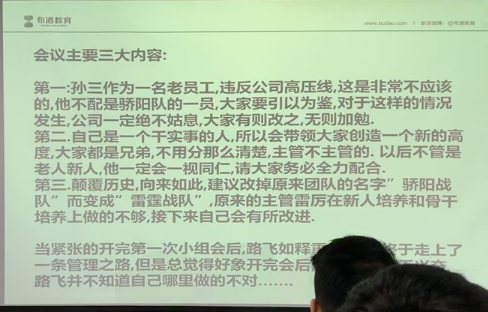 布道教育
www.budao.com / 新浪微博: @布道教育
会议主要三大内容:
第一:孙三作为一名老员工,违反公司高压线,这是非常不应该
的,他不配是骄阳队的一员,大家要引以为鉴,对于这样的情况
发生,公司一定绝不姑息,大家有则改之,无则加勉.
第二.自己是一个干实事的人,所以会带领大家创造一个新的高
度,大家都是兄弟,不用分那么清楚,主管不主管的. 以后不管是
老人新人,他一定会一视同仁,请大家务必全力配合.
第三.颠覆历史,向来如此,建议改掉原来团队的名字”骄阳战
队”而变成”雷霆战队”,原来的主管雷厉在新人培养和骨干
培养上做的不够,接下来自己会有所改进.
当紧张的开完第一次小组会后,路飞如释 终于走上了
一条管理之路,但是总觉得好象开完会后
路飞并不知道自己哪里做的不对.......